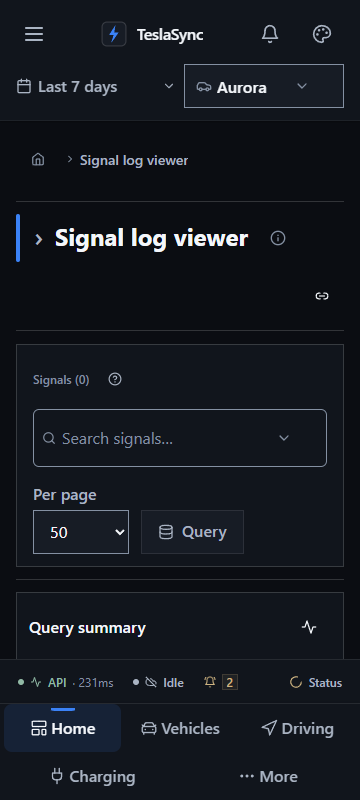 TeslaSync
Last 7 days
Aurora
Signal log viewer
Signal log viewer
Signals (0)
Search signals...
Per page
50
Query
Query summary
API · 231ms
Idle
2
Status
Home
Vehicles
Driving
Charging
More